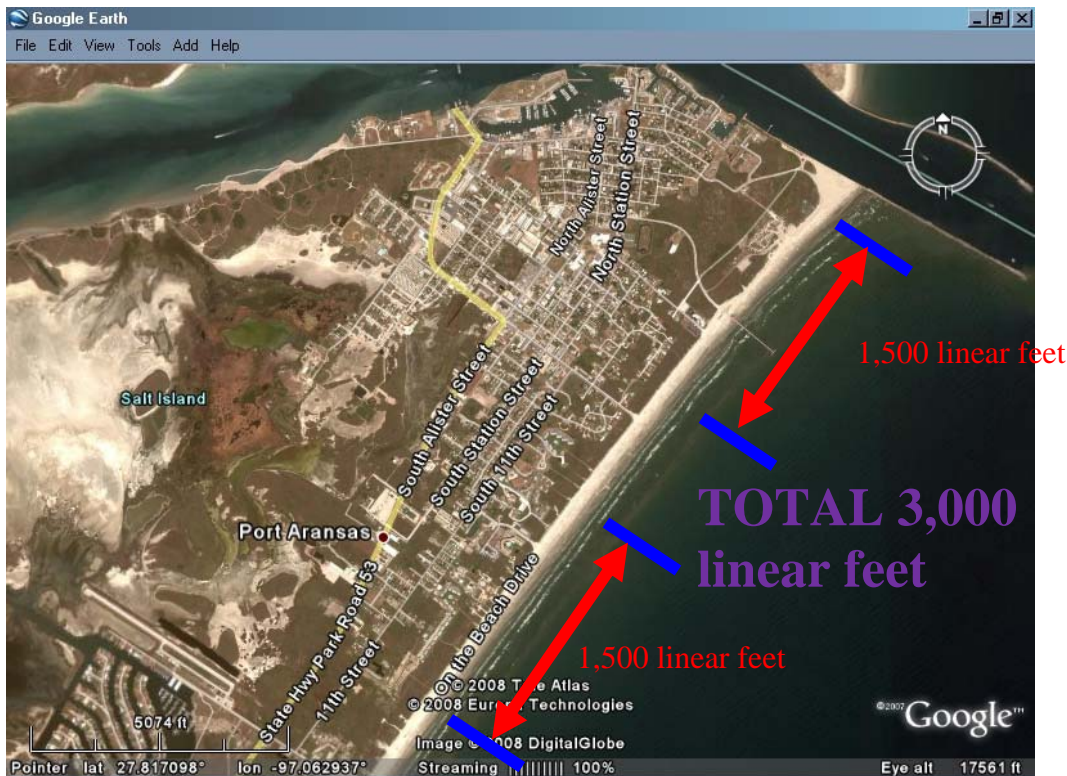 Google Earth
File Edit View Tools Add Help
N
North Alister Street
North Station Street
1,500 linear feet
Salt Island
South Alister Street
South Station Street
South 11th Street
TOTAL 3,000
linear feet
Port Aransas
On the Beach Drive
State Hwy Park Road 53
11th Street
1,500 linear feet
© 2008 Tele Atlas
© 2008 Europa Technologies
Image © 2008 DigitalGlobe
©2007 Google™
5074 ft
Pointer lat 27.817098° lon -97.062937° Streaming 100% Eye alt 17561 ft